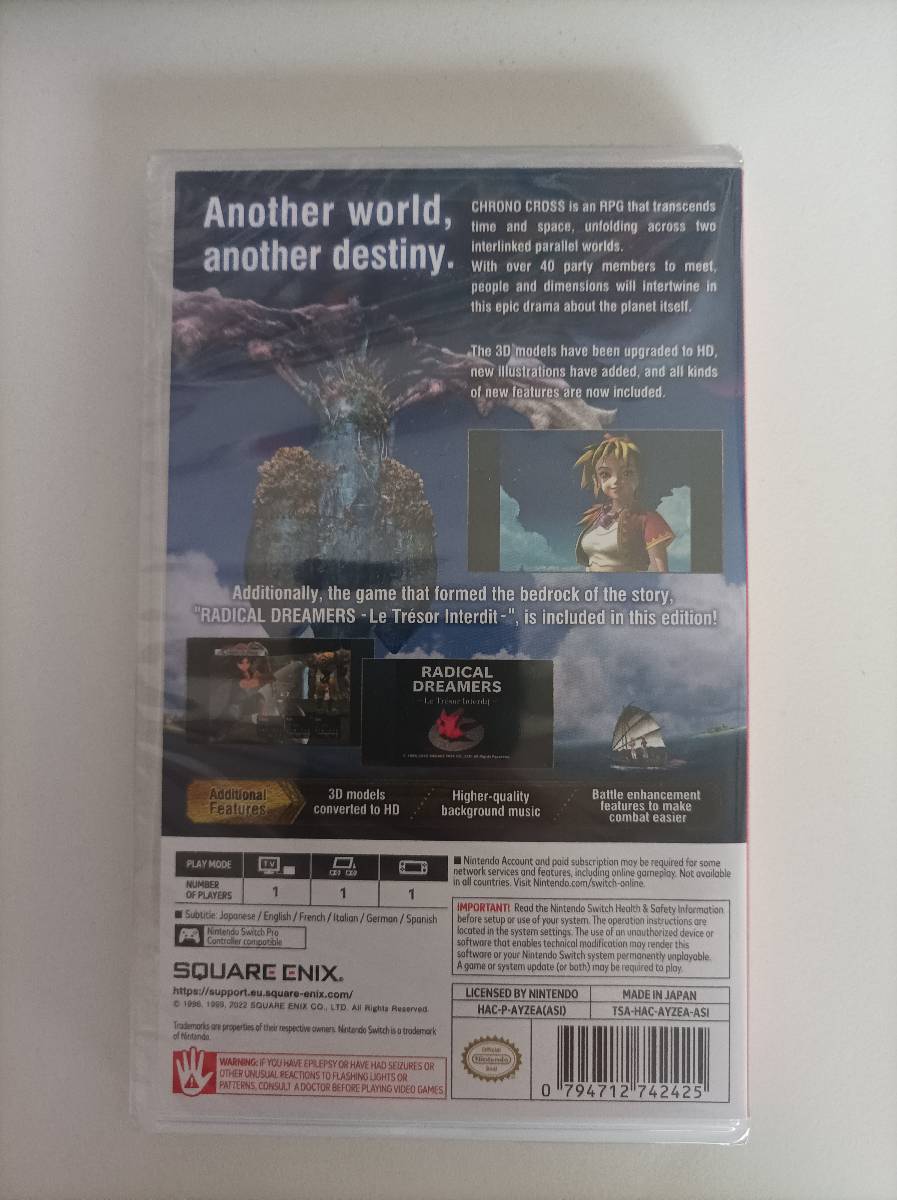 Another world,
another destiny.
CHRONO CROSS is an RPG that transcends
time and space, unfolding across two
interlinked parallel worlds.
With over 40 party members to meet,
people and dimensions will intertwine in
this epic drama about the planet itself.
The 3D models have been upgraded to HD,
new illustrations have added, and all kinds
of new features are now included.
Additionally, the game that formed the bedrock of the story,
"RADICAL DREAMERS - Le Trésor Interdit -", is included in this edition!
RADICAL
DREAMERS
- Le Trésor Interdit -
Additional
Features
3D models
converted to HD
Higher-quality
background music
Battle enhancement
features to make
combat easier
PLAY MODE
TV
NUMBER
OF PLAYERS
1
1
1
Subtitle: Japanese / English / French / Italian / German / Spanish
Nintendo Switch Pro
Controller compatible
SQUARE ENIX®
https://support.eu.square-enix.com/
© 1996, 1999, 2022 SQUARE ENIX CO., LTD. All Rights Reserved.
Trademarks are properties of their respective owners. Nintendo Switch is a trademark
of Nintendo.
WARNING: IF YOU HAVE EPILEPSY OR HAVE HAD SEIZURES OR
OTHER UNUSUAL REACTIONS TO FLASHING LIGHTS OR
PATTERNS, CONSULT A DOCTOR BEFORE PLAYING VIDEO GAMES
Nintendo Account and paid subscription may be required for some
network services and features, including online gameplay. Not available
in all countries. Visit Nintendo.com/switch-online.
IMPORTANT! Read the Nintendo Switch Health & Safety Information
before setup or use of your system. The operation instructions are
located in the system settings. The use of an unauthorized device or
software that enables technical modification may render this
software or your Nintendo Switch system permanently unplayable.
A game or system update (or both) may be required to play.
LICENSED BY NINTENDO
MADE IN JAPAN
HAC-P-AYZEA(ASI)
TSA-HAC-AYZEA-ASI
Nintendo
0 794712 742425